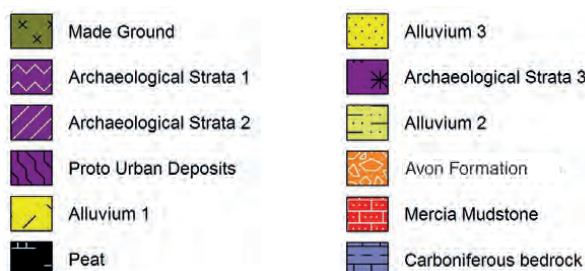 Made Ground
Archaeological Strata 1
Archaeological Strata 2
Proto Urban Deposits
Alluvium 1
Peat
Alluvium 3
Archaeological Strata 3
Alluvium 2
Avon Formation
Mercia Mudstone
Carboniferous bedrock